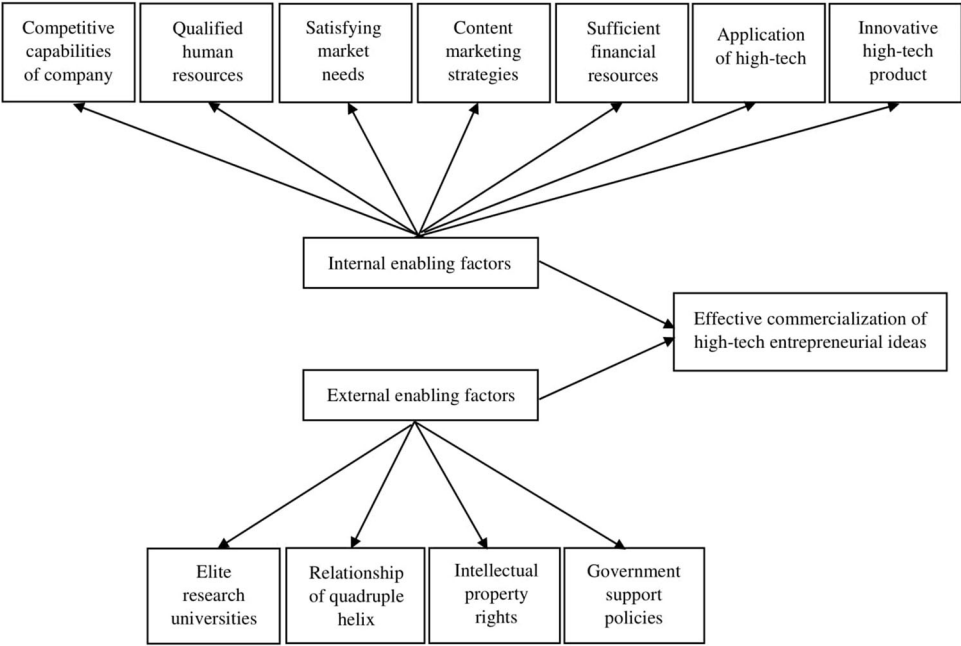 Competitive
capabilities
of company
Qualified
human
resources
Satisfying
market
needs
Content
marketing
strategies
Sufficient
financial
resources
Application
of high-tech
Innovative
high-tech
product
Internal enabling factors
Effective commercialization of
high-tech entrepreneurial ideas
External enabling factors
Elite
research
universities
Relationship
of quadruple
helix
Intellectual
property
rights
Government
support
policies